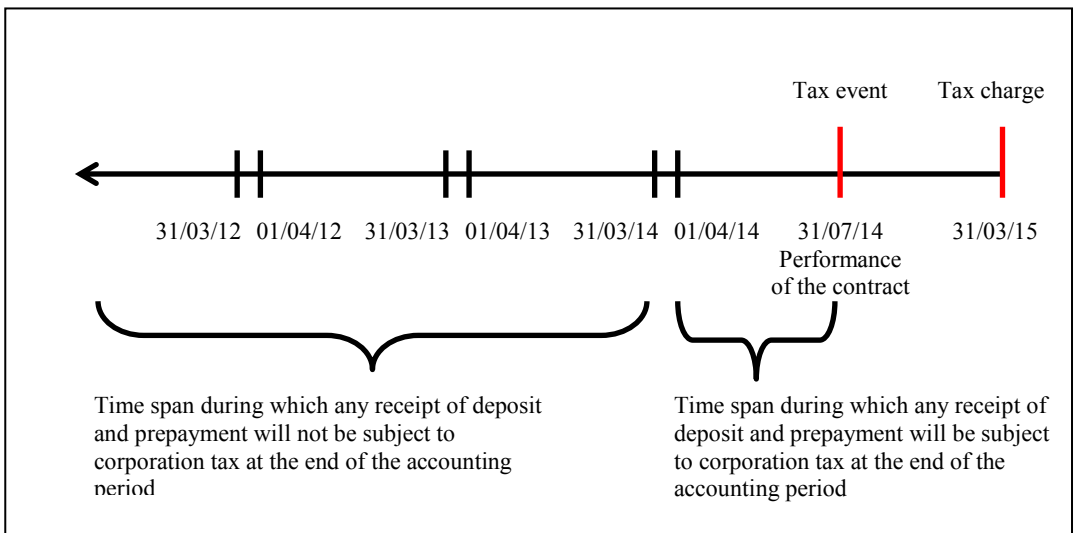 Tax event Tax charge
31/03/12 01/04/12 31/03/13 01/04/13 31/03/14 01/04/14 31/07/14 31/03/15
Performance
of the contract
Time span during which any receipt of deposit
and prepayment will not be subject to
corporation tax at the end of the accounting
period
Time span during which any receipt of
deposit and prepayment will be subject
to corporation tax at the end of the
accounting period